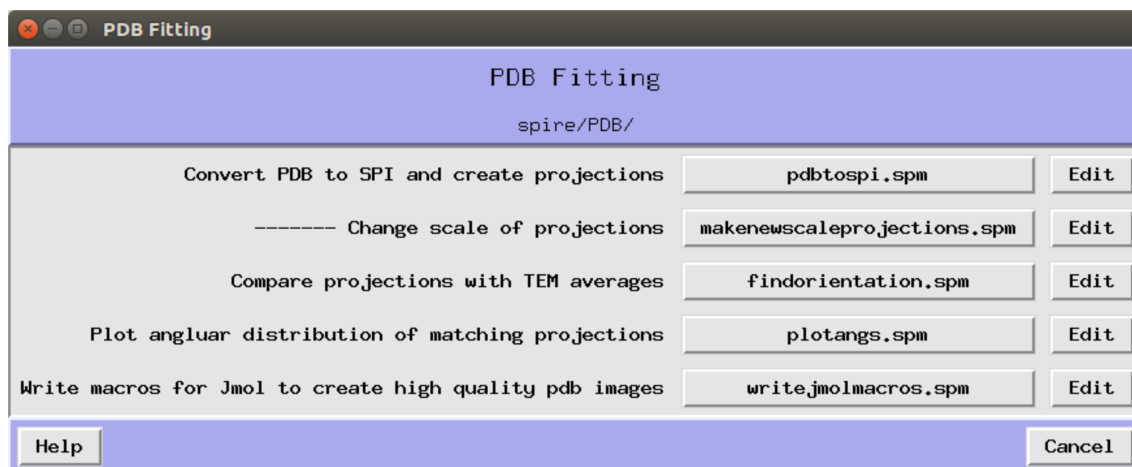 PDB Fitting
PDB Fitting
spire/PDB/
Convert PDB to SPI and create projections pdbtospi.spm Edit
------- Change scale of projections makenewscaleprojections.spm Edit
Compare projections with TEM averages findorientation.spm Edit
Plot angluar distribution of matching projections plotangs.spm Edit
Write macros for Jmol to create high quality pdb images writejmolmacros.spm Edit
Help Cancel